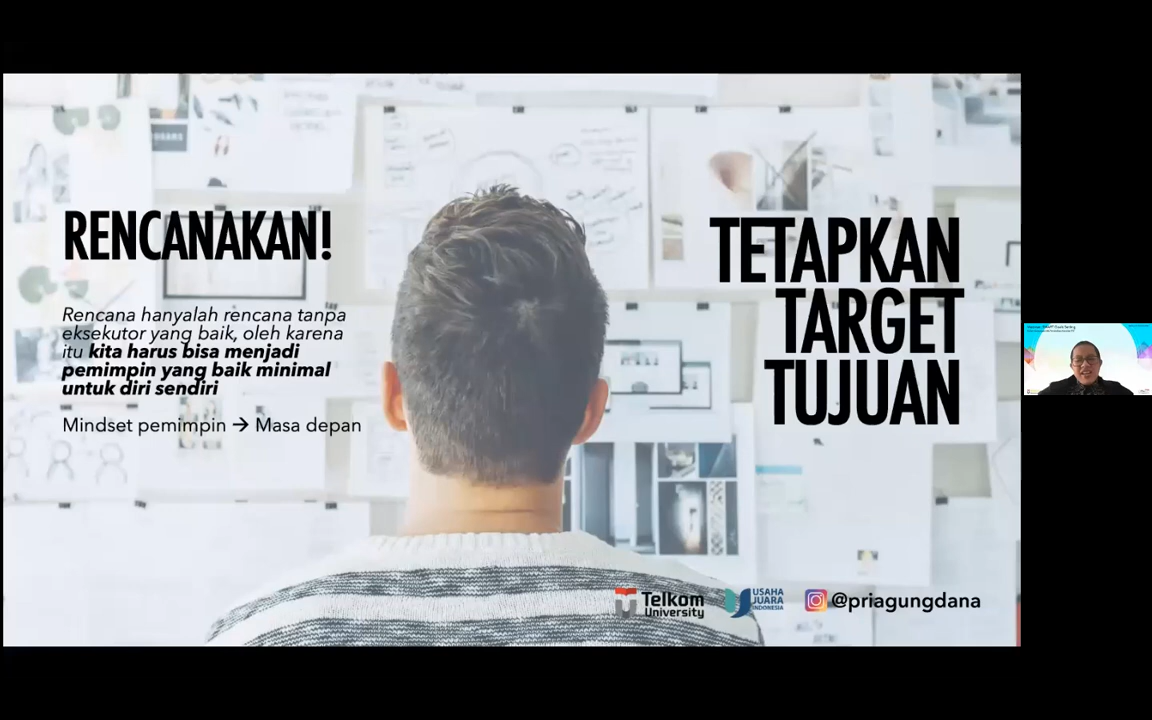 RENCANAKAN!
Rencana hanyalah rencana tanpa
eksekutor yang baik, oleh karena
itu kita harus bisa menjadi
pemimpin yang baik minimal
untuk diri sendiri
Mindset pemimpin → Masa depan
TETAPKAN
TARGET
TUJUAN
Telkom
University
USAHA
JUARA
INDONESIA
@priagungdana